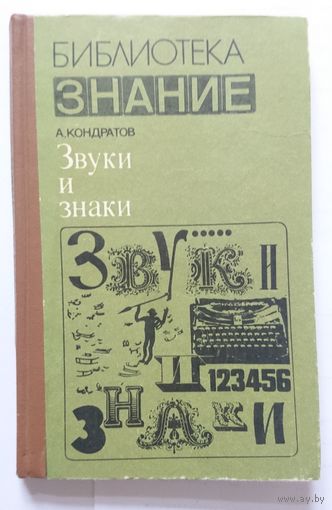 БИБЛИОТЕКА
ЗНАНИЕ
А.КОНДРАТОВ
Звуки
и
знаки
ЗВУКИ
И
123456
ЗНАКИ
www.ay.by